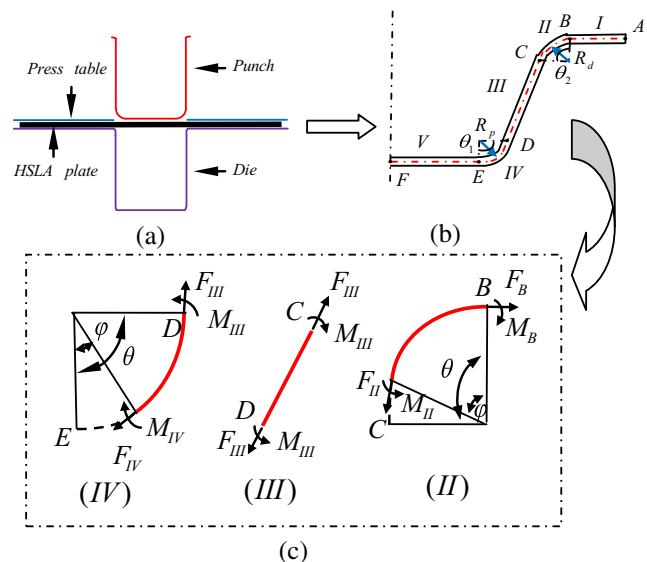 Press table
Punch
HSLA plate
Die
(a)
A
I
B
II
C
R_d
θ_2
III
R_p
θ_1
D
V
IV
F
E
(b)
F_III
D
M_III
φ
θ
E
M_IV
F_IV
(IV)
F_III
C
M_III
D
F_III
M_III
(III)
B
F_B
M_B
θ
F_II
M_II
φ
C
(II)
(c)